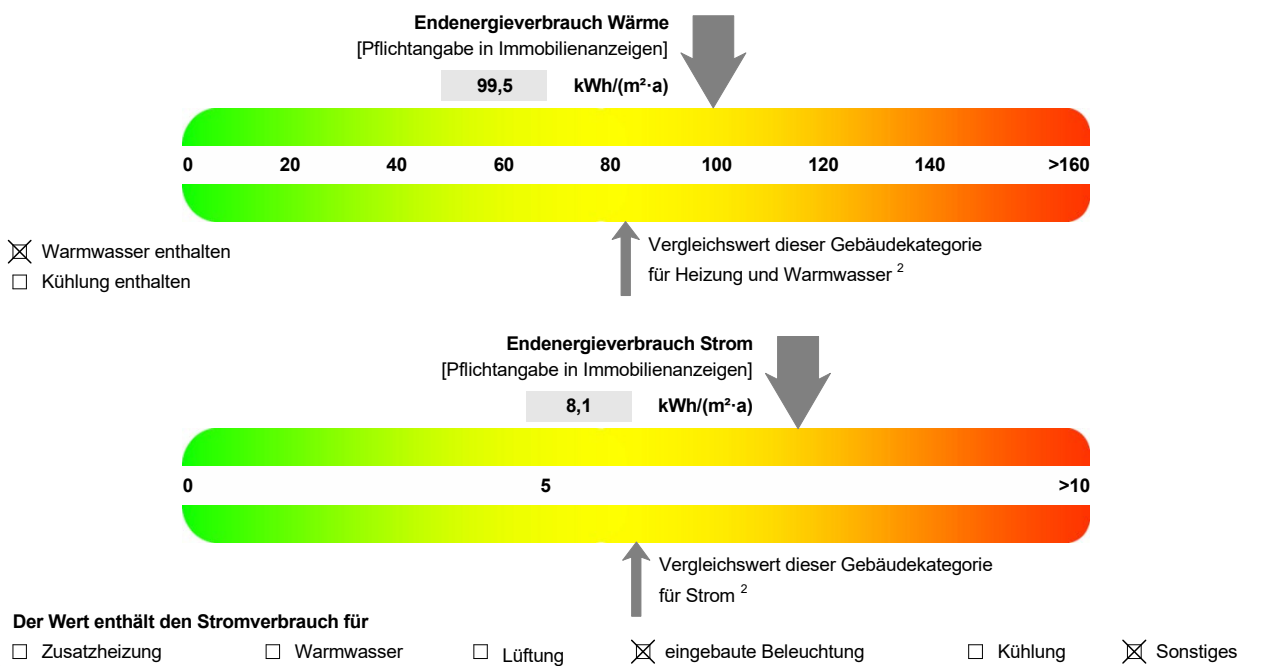 Endenergieverbrauch Wärme
[Pflichtangabe in Immobilienanzeigen]
99,5 kWh/(m²·a)
0 20 40 60 80 100 120 140 >160
☒ Warmwasser enthalten
☐ Kühlung enthalten
Vergleichswert dieser Gebäudekategorie
für Heizung und Warmwasser ²
Endenergieverbrauch Strom
[Pflichtangabe in Immobilienanzeigen]
8,1 kWh/(m²·a)
0 5 >10
Vergleichswert dieser Gebäudekategorie
für Strom ²
Der Wert enthält den Stromverbrauch für
☐ Zusatzheizung ☐ Warmwasser ☐ Lüftung ☒ eingebaute Beleuchtung ☐ Kühlung ☒ Sonstiges